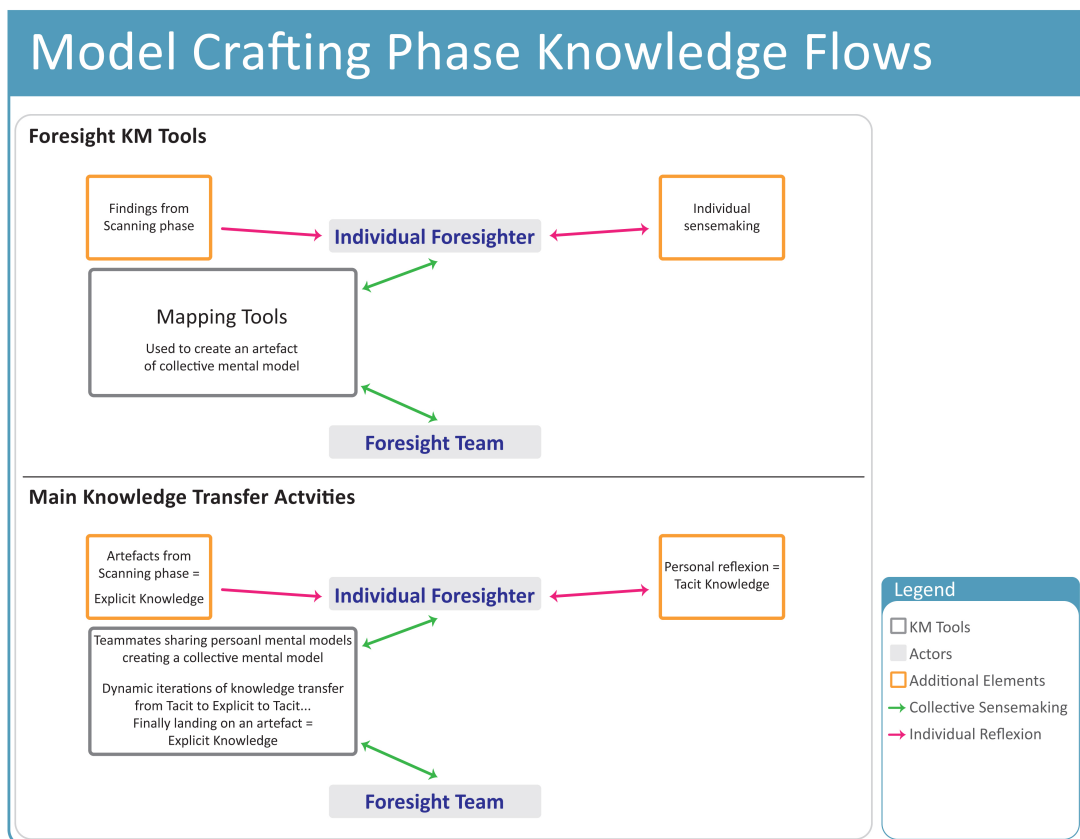 Model Crafting Phase Knowledge Flows
Foresight KM Tools
Findings from
Scanning phase
Individual Foresighter
Individual
sensemaking
Mapping Tools
Used to create an artefact
of collective mental model
Foresight Team
Main Knowledge Transfer Actvities
Artefacts from
Scanning phase =
Explicit Knowledge
Individual Foresighter
Personal reflexion =
Tacit Knowledge
Teammates sharing persoanl mental models
creating a collective mental model
Dynamic iterations of knowledge transfer
from Tacit to Explicit to Tacit...
Finally landing on an artefact =
Explicit Knowledge
Foresight Team
Legend
KM Tools
Actors
Additional Elements
Collective Sensemaking
Individual Reflexion